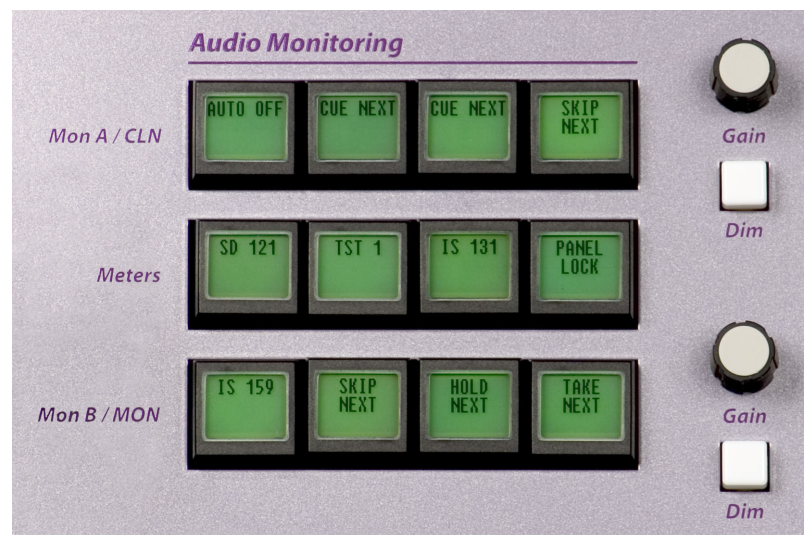 Audio Monitoring
Mon A / CLN
AUTO OFF
CUE NEXT
CUE NEXT
SKIP
NEXT
Gain
Dim
Meters
SD 121
TST 1
IS 131
PANEL
LOCK
Mon B / MON
IS 159
SKIP
NEXT
HOLD
NEXT
TAKE
NEXT
Gain
Dim